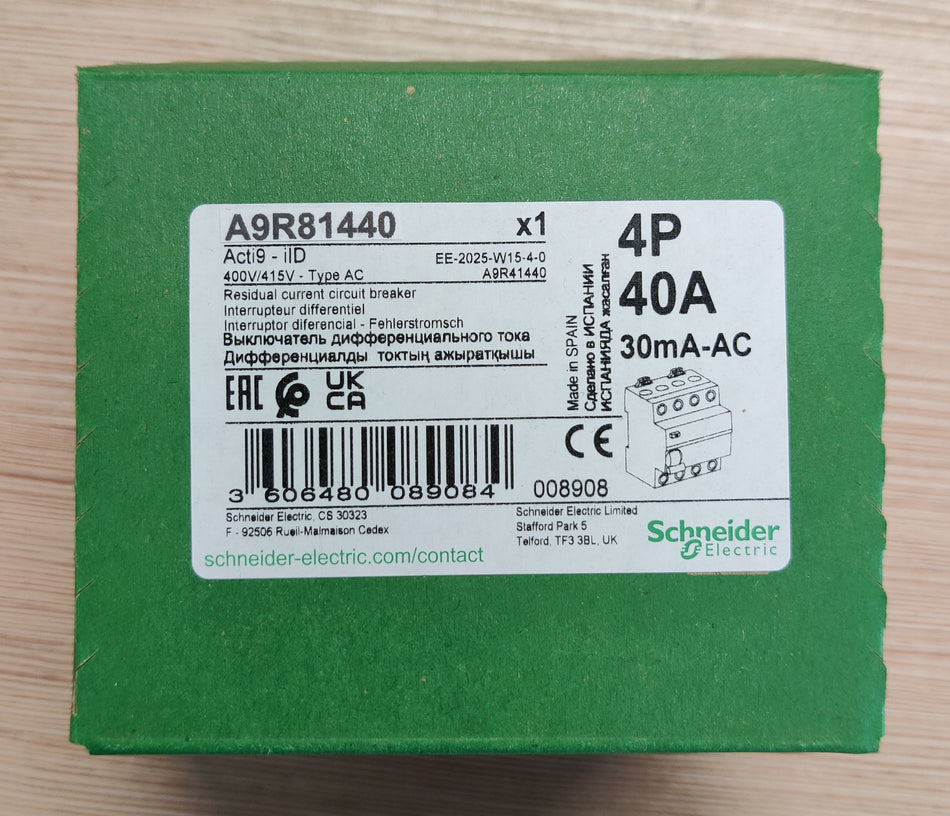 A9R81440 x1
Acti9 - iID EE-2025-W15-4-0
400V/415V - Type AC A9R41440
Residual current circuit breaker
Interrupteur différentiel
Interruptor diferencial - Fehlerstromsch
Выключатель дифференциального тока
Дифференциалды токтың ажыратқышы
EAC
UK
CA
Made in SPAIN
Сделано в ИСПАНИИ
ИСПАНИЯДА жасалған
4P
40A
30mA-AC
CE
3 606480 089084
008908
Schneider Electric, CS 30323
F - 92506 Rueil-Malmaison Cedex
schneider-electric.com/contact
Schneider Electric Limited
Stafford Park 5
Telford, TF3 3BL, UK
Schneider
Electric